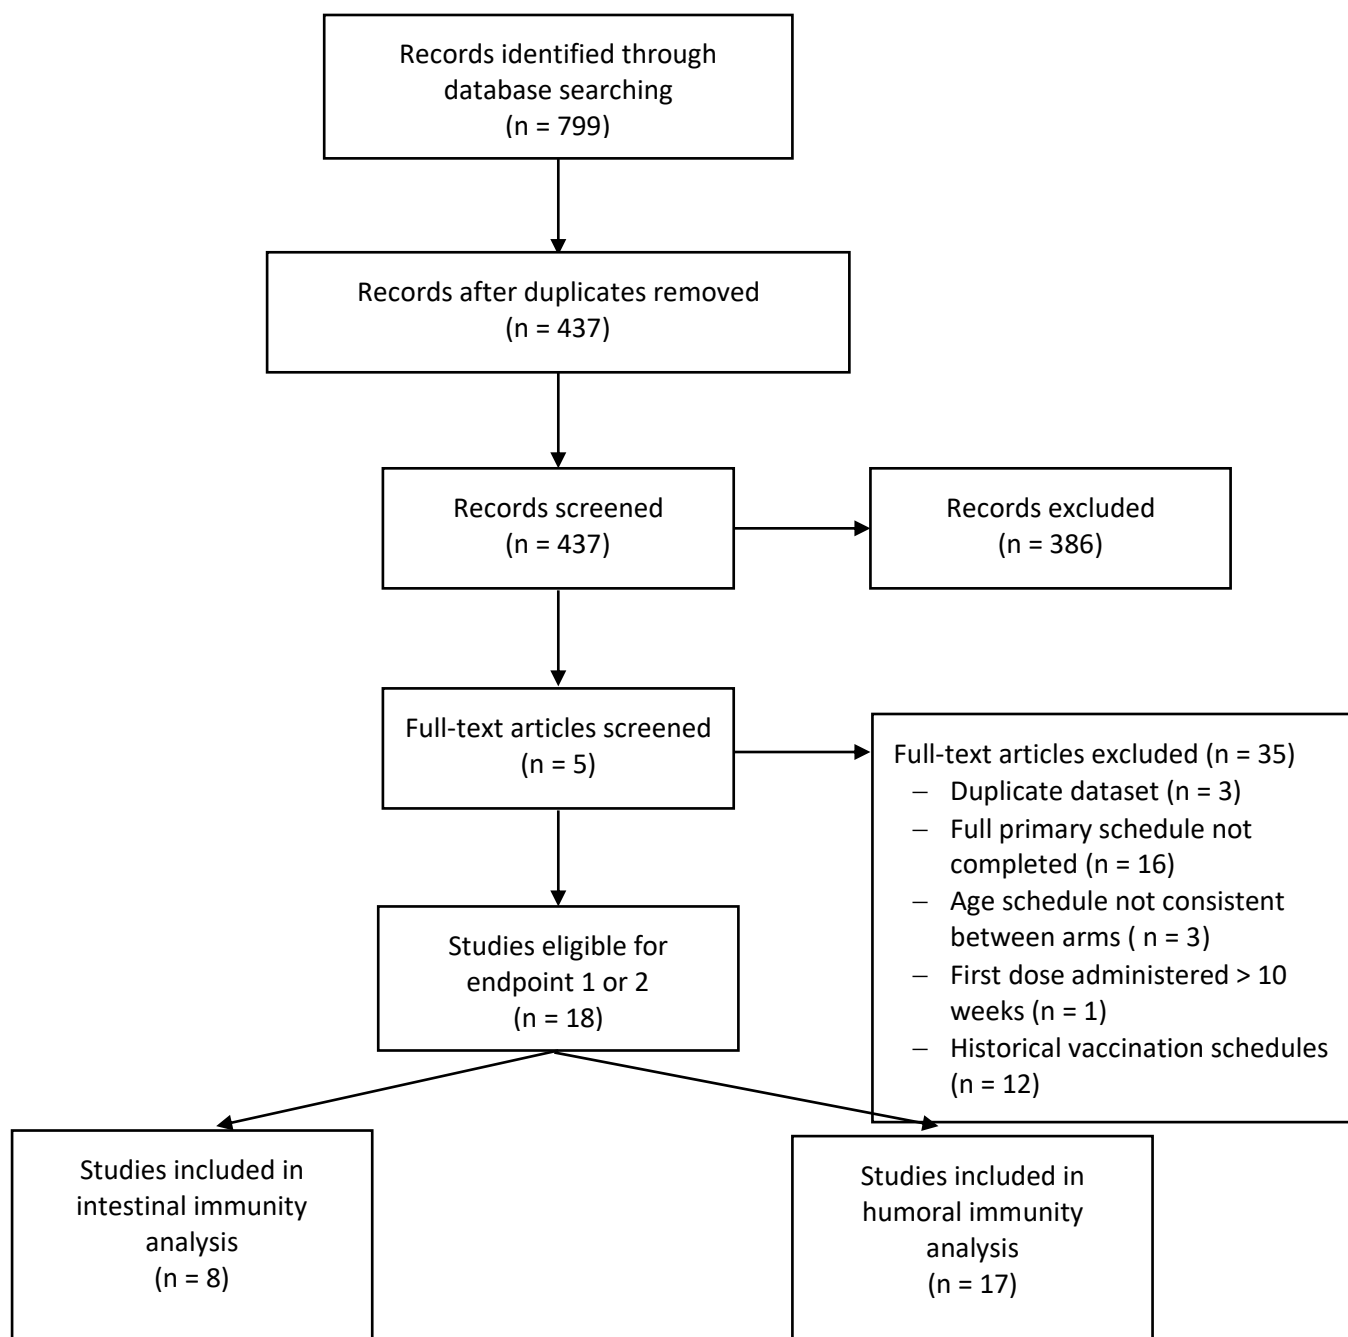 Records identified through
database searching
(n = 799)
Records after duplicates removed
(n = 437)
Records screened
(n = 437)
Records excluded
(n = 386)
Full-text articles screened
(n = 5)
Full-text articles excluded (n = 35)
– Duplicate dataset (n = 3)
– Full primary schedule not
completed (n = 16)
– Age schedule not consistent
between arms ( n = 3)
– First dose administered > 10
weeks (n = 1)
– Historical vaccination schedules
(n = 12)
Studies eligible for
endpoint 1 or 2
(n = 18)
Studies included in
intestinal immunity
analysis
(n = 8)
Studies included in
humoral immunity
analysis
(n = 17)